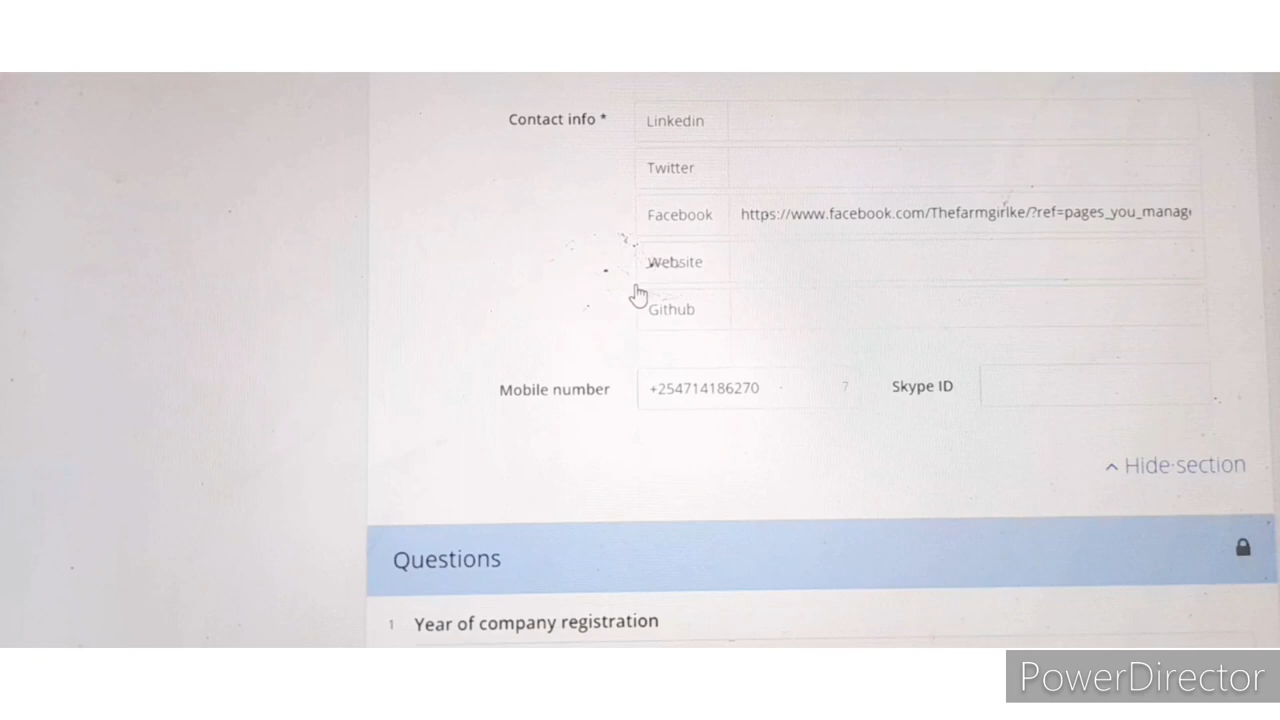 Contact info * Linkedin
Twitter
Facebook https://www.facebook.com/Thefarmgirlke/?ref=pages_you_manag
Website
Github
Mobile number +254714186270 7 Skype ID
Hide section
Questions
1 Year of company registration
PowerDirector